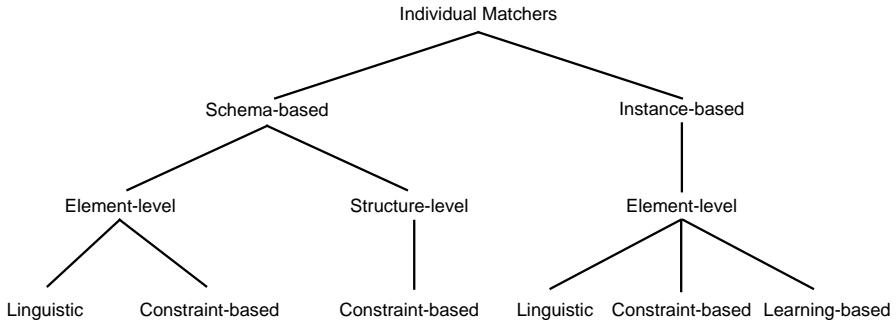 Individual Matchers
Schema-based
Instance-based
Element-level
Structure-level
Element-level
Linguistic
Constraint-based
Constraint-based
Linguistic
Constraint-based
Learning-based